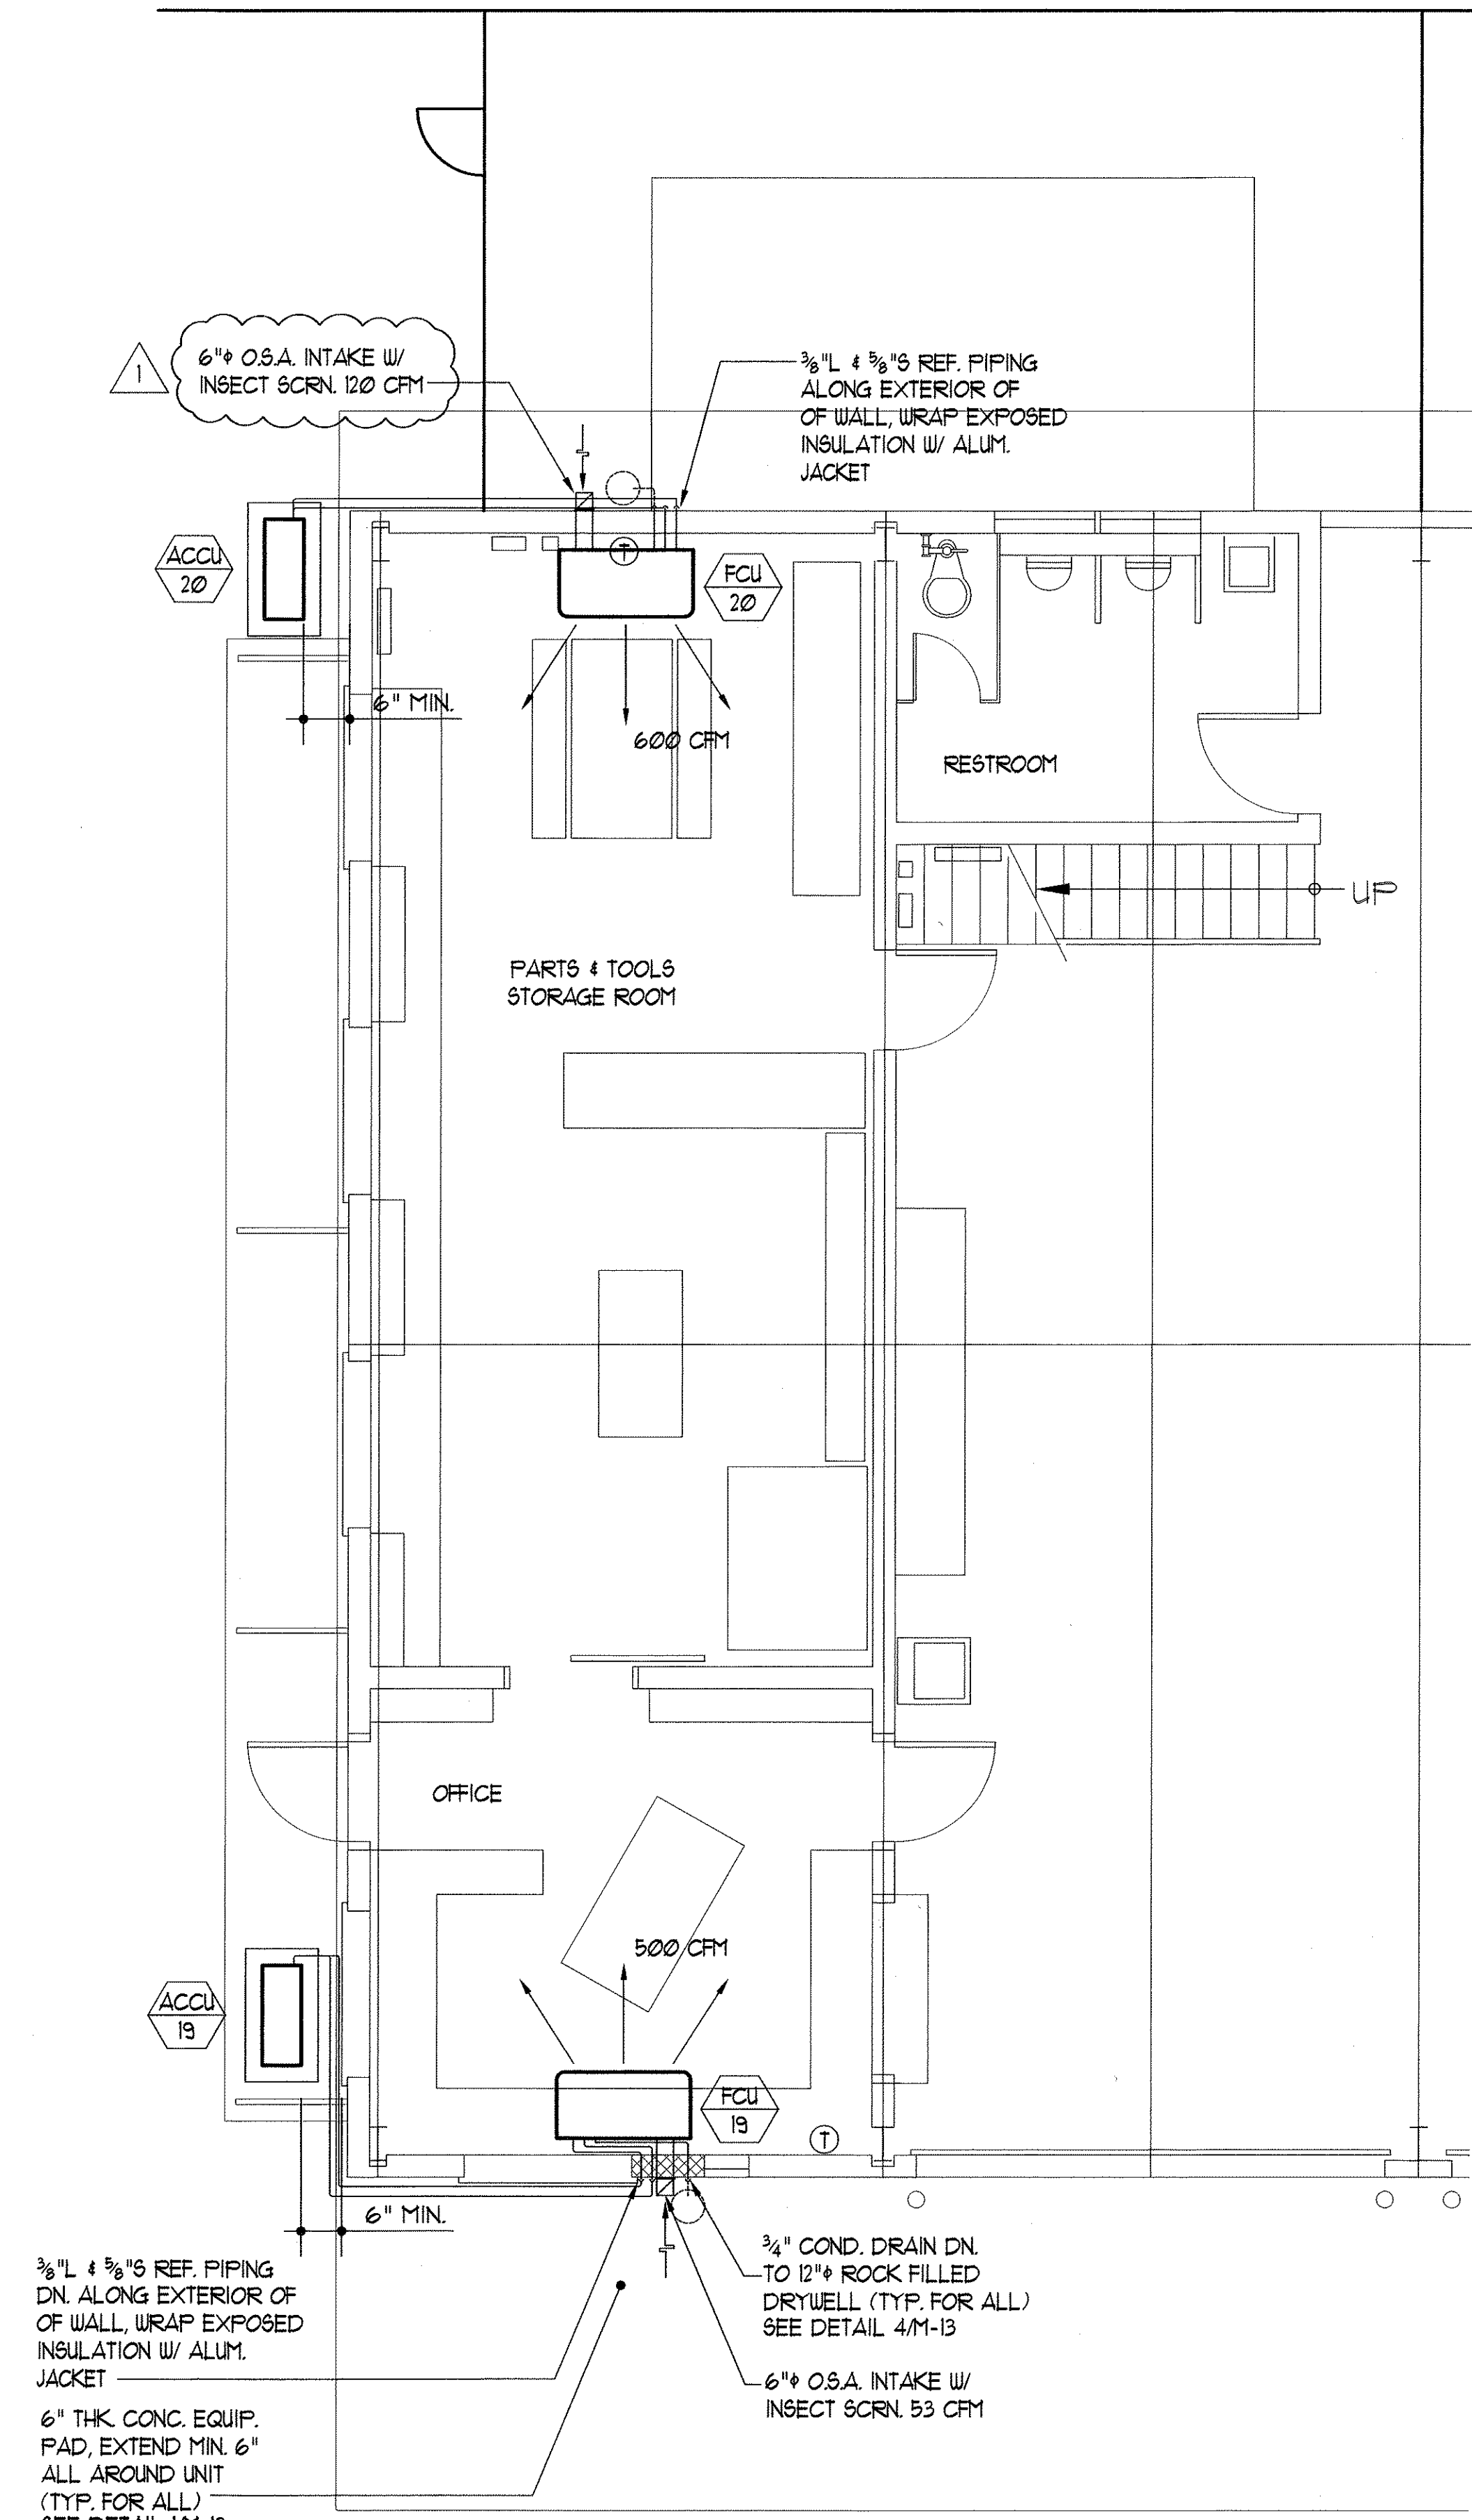 1
6"φ O.S.A. INTAKE W/
INSECT SCRN. 120 CFM
3/8"L & 5/8"S REF. PIPING
ALONG EXTERIOR OF
OF WALL, WRAP EXPOSED
INSULATION W/ ALUM.
JACKET
ACCU
20
T
FCU
20
6" MIN.
600 CFM
RESTROOM
UP
PARTS & TOOLS
STORAGE ROOM
OFFICE
500 CFM
ACCU
19
FCU
19
T
6" MIN.
3/8"L & 5/8"S REF. PIPING
DN. ALONG EXTERIOR OF
OF WALL, WRAP EXPOSED
INSULATION W/ ALUM.
JACKET
3/4" COND. DRAIN DN.
TO 12"φ ROCK FILLED
DRYWELL (TYP. FOR ALL)
SEE DETAIL 4/M-13
6"φ O.S.A. INTAKE W/
INSECT SCRN. 53 CFM
6" THK. CONC. EQUIP.
PAD, EXTEND MIN. 6"
ALL AROUND UNIT
(TYP. FOR ALL)
SEE DETAIL